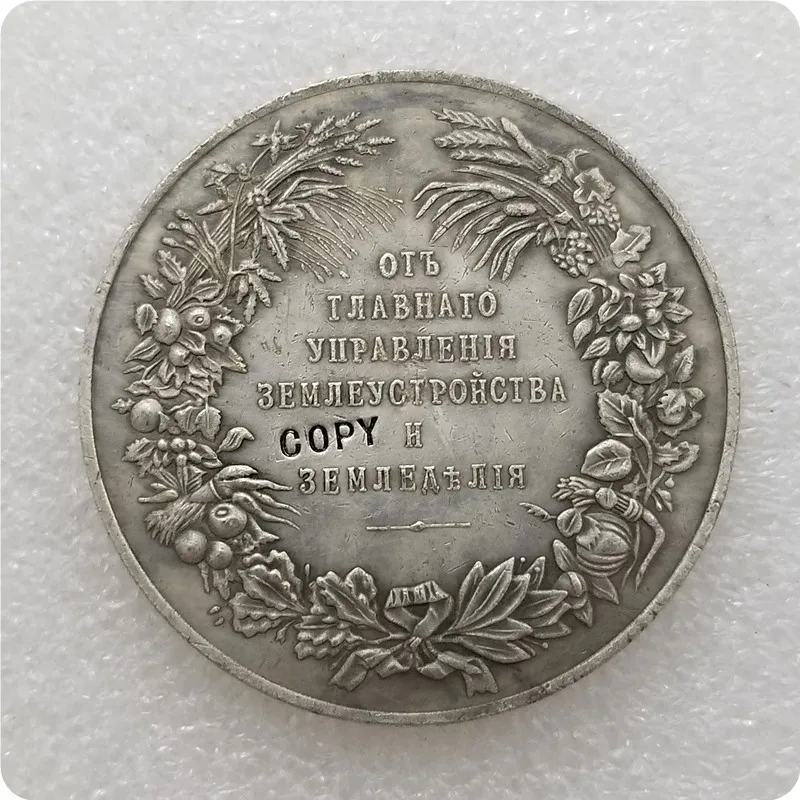 ОТЪ
ГЛАВНАГО
УПРАВЛЕНІЯ
ЗЕМЛЕУСТРОЙСТВА
COPY И
ЗЕМЛЕДѢЛІЯ